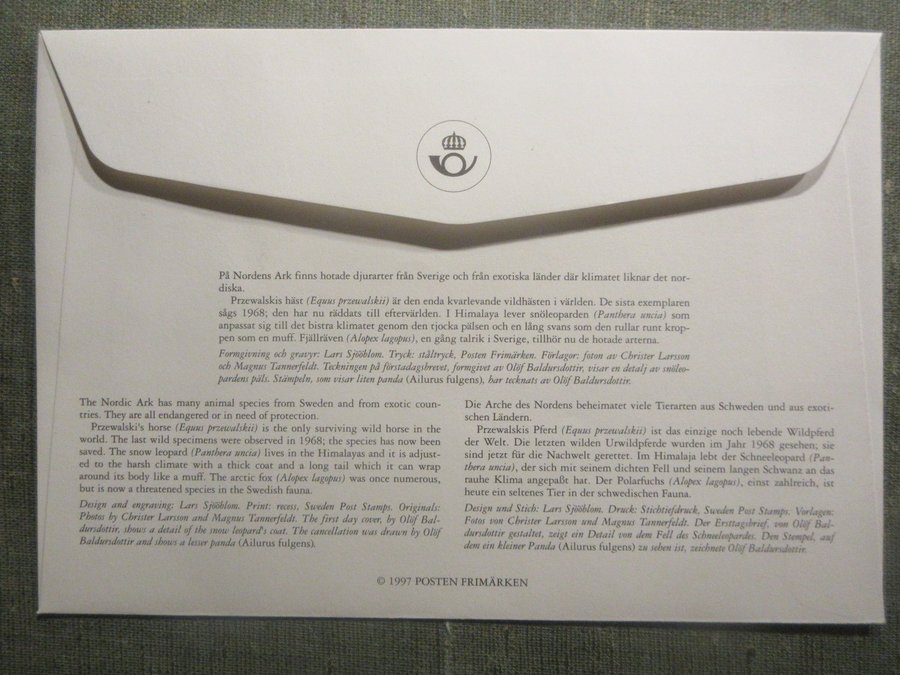 På Nordens Ark finns hotade djurarter från Sverige och från exotiska länder där klimatet liknar det nor-
diska.
Przewalskis häst (Equus przewalskii) är den enda kvarlevande vildhästen i världen. De sista exemplaren
sågs 1968; den har nu räddats till eftervärlden. I Himalaya lever snöleoparden (Panthera uncia) som
anpassat sig till det bistra klimatet genom den tjocka pälsen och en lång svans som den rullar runt krop-
pen som en muff. Fjällräven (Alopex lagopus), en gång talrik i Sverige, tillhör nu de hotade arterna.
Formgivning och gravyr: Lars Sjööblom. Tryck: ståltryck, Posten Frimärken. Förlagor: foton av Christer Larsson
och Magnus Tannerfeldt. Teckningen på förstadagsbrevet, formgivet av Olöf Baldursdottir, visar en detalj av snöleo-
pardens päls. Stämpeln, som visar liten panda (Ailurus fulgens), har tecknats av Olöf Baldursdottir.
The Nordic Ark has many animal species from Sweden and from exotic coun-
tries. They are all endangered or in need of protection.
Przewalski's horse (Equus przewalskii) is the only surviving wild horse in the
world. The last wild specimens were observed in 1968; the species has now been
saved. The snow leopard (Panthera uncia) lives in the Himalayas and it is adjust-
ed to the harsh climate with a thick coat and a long tail which it can wrap
around its body like a muff. The arctic fox (Alopex lagopus) was once numerous,
but is now a threatened species in the Swedish fauna.
Design and engraving: Lars Sjööblom. Print: recess, Sweden Post Stamps. Originals:
Photos by Christer Larsson and Magnus Tannerfeldt. The first day cover, by Olöf Bal-
dursdottir, shows a detail of the snow leopard's coat. The cancellation was drawn by Olöf
Baldursdottir and shows a lesser panda (Ailurus fulgens).
Die Arche des Nordens beheimatet viele Tierarten aus Schweden und aus exoti-
schen Ländern.
Przewalskis Pferd (Equus przewalskii) ist das einzige noch lebende Wildpferd
der Welt. Die letzten wilden Urwildpferde wurden im Jahr 1968 gesehen; sie
sind jetzt für die Nachwelt gerettet. Im Himalaja lebt der Schneeleopard (Pan-
thera uncia), der sich mit seinem dichten Fell und seinem langen Schwanz an das
rauhe Klima angepaßt hat. Der Polarfuchs (Alopex lagopus), einst zahlreich, ist
heute ein seltenes Tier in der schwedischen Fauna.
Design und Stich: Lars Sjööblom. Druck: Stichtiefdruck, Sweden Post Stamps. Vorlagen:
Fotos von Christer Larsson und Magnus Tannerfeldt. Der Ersttagsbrief, von Olöf Bal-
dursdottir gestaltet, zeigt ein Detail von dem Fell des Schneeleopardes. Den Stempel, auf
dem ein kleiner Panda (Ailurus fulgens) zu sehen ist, zeichnete Olöf Baldursdottir.
© 1997 POSTEN FRIMÄRKEN